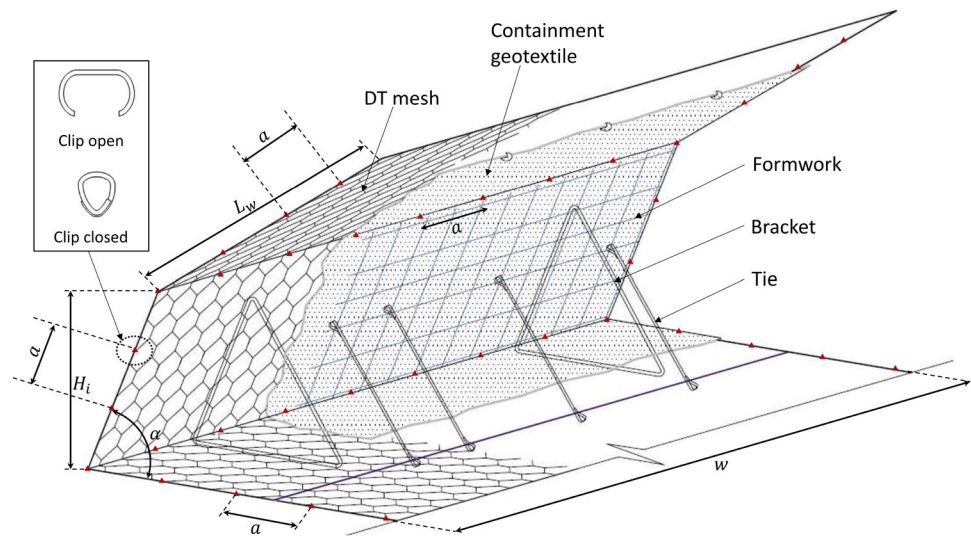 Containment
geotextile
DT mesh
Clip open
Clip closed
Formwork
Bracket
Tie
a
L_w
a
a
H_i
α
a
w